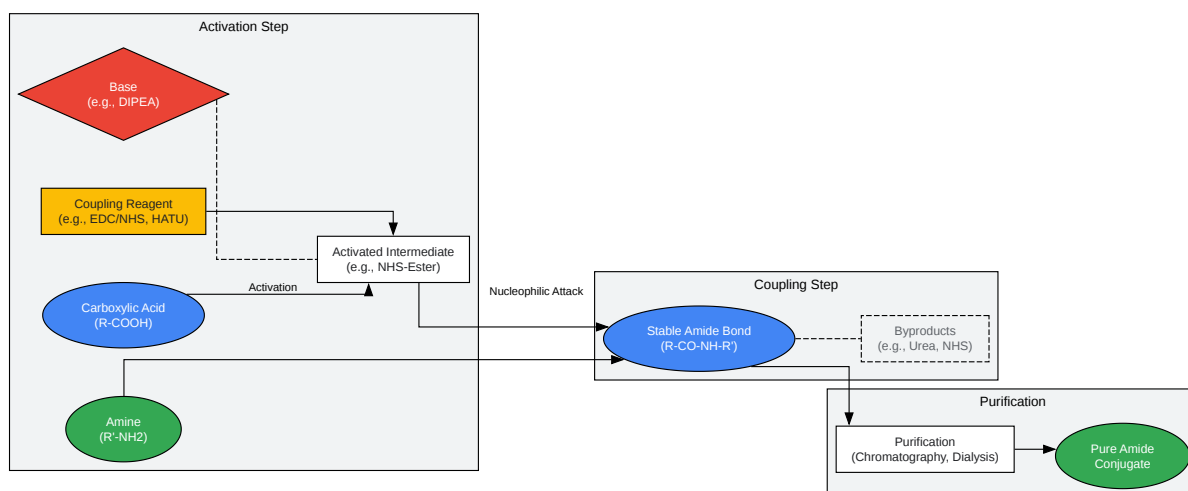 Activation Step
Base
(e.g., DIPEA)
Coupling Reagent
(e.g., EDC/NHS, HATU)
Activated Intermediate
(e.g., NHS-Ester)
Activation
Carboxylic Acid
(R-COOH)
Amine
(R'-NH2)
Nucleophilic Attack
Coupling Step
Stable Amide Bond
(R-CO-NH-R')
Byproducts
(e.g., Urea, NHS)
Purification
Purification
(Chromatography, Dialysis)
Pure Amide
Conjugate